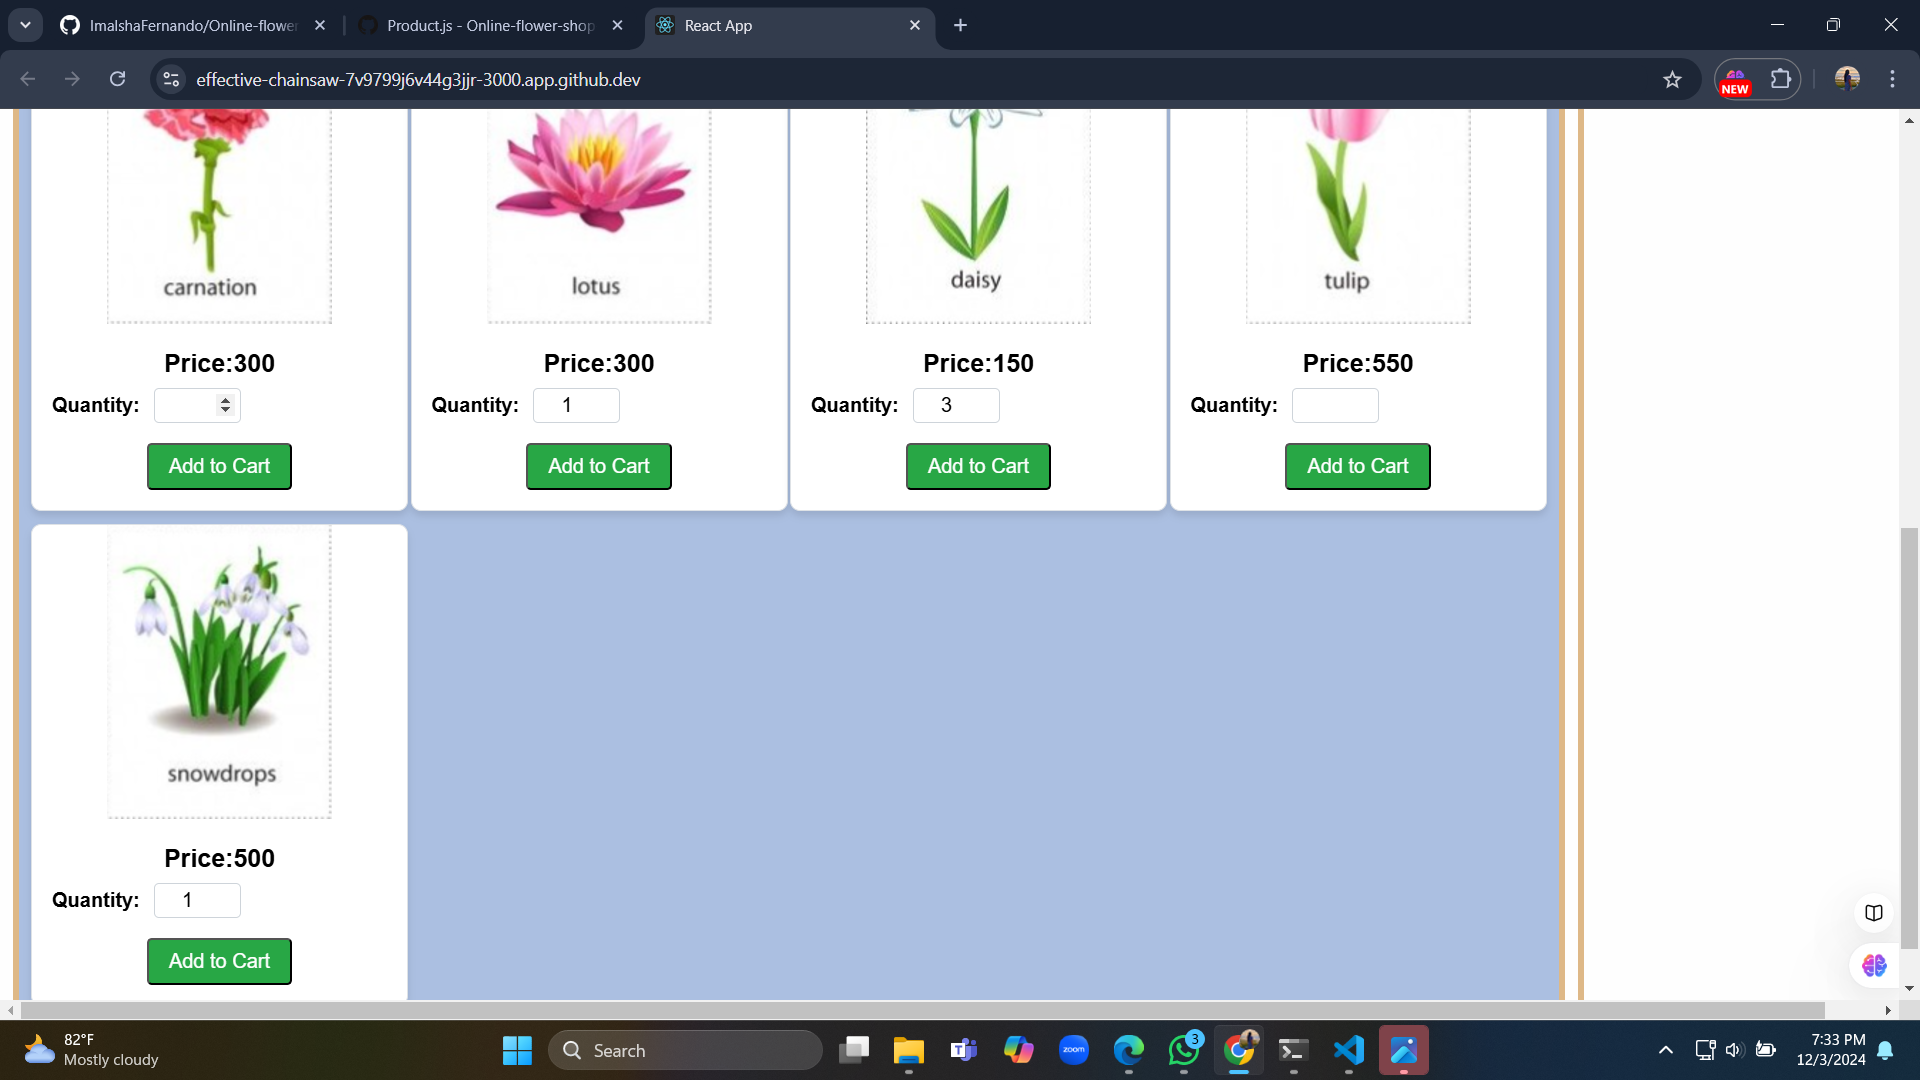 ImalshaFernando/Online-flower
Product.js - Online-flower-shop
React App
effective-chainsaw-7v9799j6v44g3jjr-3000.app.github.dev
NEW
carnation
lotus
daisy
tulip
Price:300
Price:300
Price:150
Price:550
Quantity:
Quantity: 1
Quantity: 3
Quantity:
Add to Cart
Add to Cart
Add to Cart
Add to Cart
snowdrops
Price:500
Quantity: 1
Add to Cart
82°F
Mostly cloudy
Search
zoom
3
7:33 PM
12/3/2024